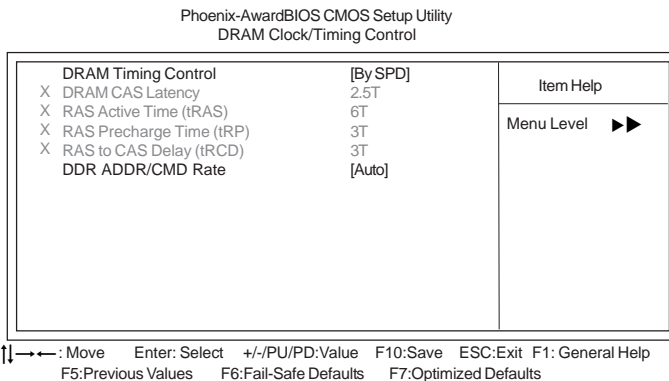 Phoenix-AwardBIOS CMOS Setup Utility
DRAM Clock/Timing Control
DRAM Timing Control [By SPD]
X DRAM CAS Latency 2.5T
X RAS Active Time (tRAS) 6T
X RAS Precharge Time (tRP) 3T
X RAS to CAS Delay (tRCD) 3T
DDR ADDR/CMD Rate [Auto]
Item Help
Menu Level ▶▶
↑↓→←: Move Enter: Select +/-/PU/PD:Value F10:Save ESC:Exit F1: General Help
F5:Previous Values F6:Fail-Safe Defaults F7:Optimized Defaults